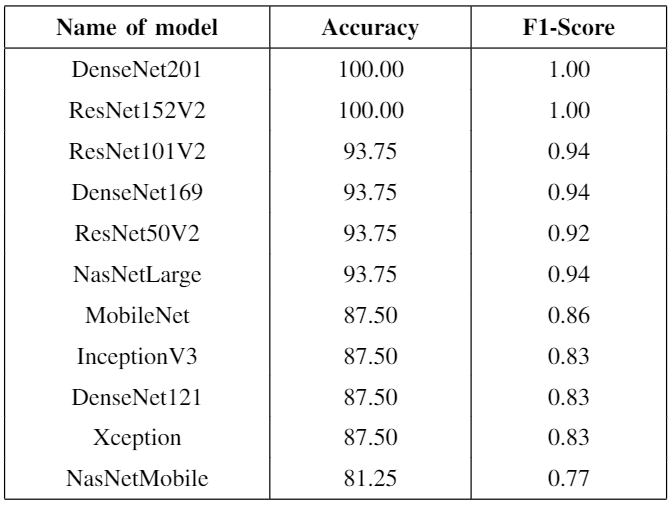 Name of model Accuracy F1-Score
DenseNet201 100.00 1.00
ResNet152V2 100.00 1.00
ResNet101V2 93.75 0.94
DenseNet169 93.75 0.94
ResNet50V2 93.75 0.92
NasNetLarge 93.75 0.94
MobileNet 87.50 0.86
InceptionV3 87.50 0.83
DenseNet121 87.50 0.83
Xception 87.50 0.83
NasNetMobile 81.25 0.77